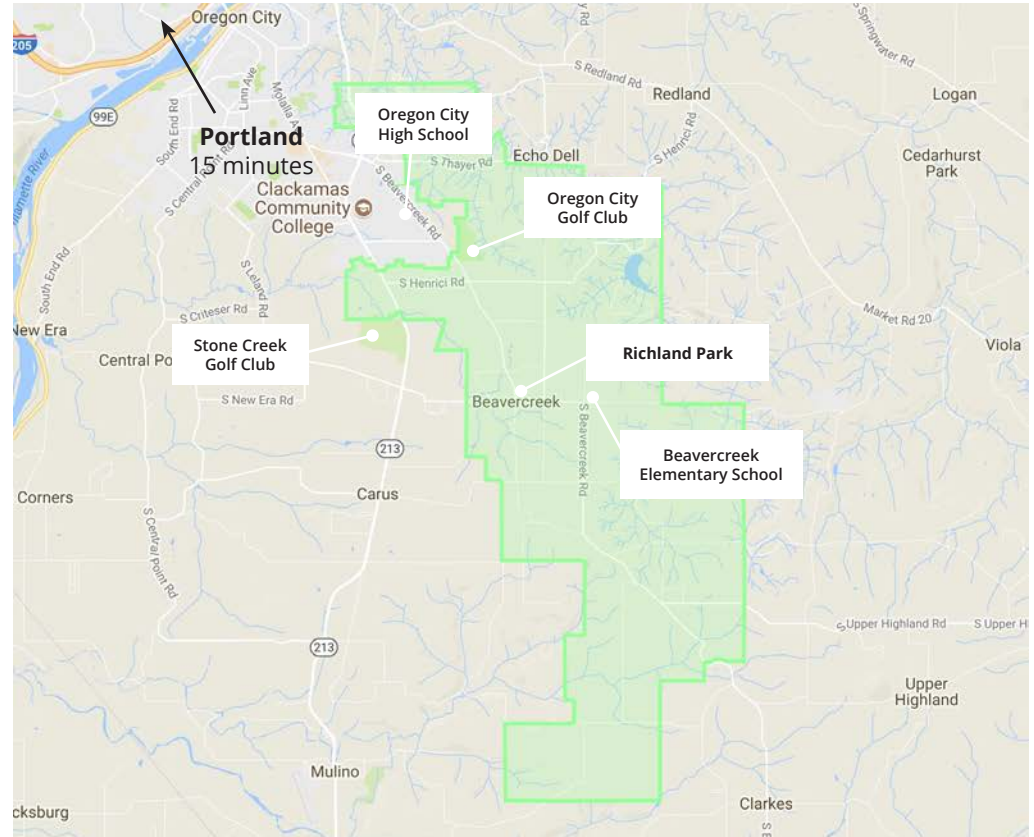 Oregon City
205
99E
Portland
15 minutes
Linn Ave
Molalla A
South End Rd
S Central Point Rd
S Redland Rd
Redland
S Springwater Rd
Logan
Oregon City
High School
Echo Dell
S Thayer Rd
S Henrici Rd
Cedarhurst
Park
Clackamas
Community
College
S Beavercreek Rd
Oregon City
Golf Club
South End Rd
S Leland Rd
S Henrici Rd
S Criteser Rd
Market Rd 20
New Era
Viola
Central Po
Stone Creek
Golf Club
Richland Park
S New Era Rd
Beavercreek
S Beavercreek Rd
213
Beavercreek
Elementary School
Corners
Carus
S Central Point Rd
213
S Upper Highland Rd
S Upper H
Upper
Highland
Mulino
cksburg
Clarkes